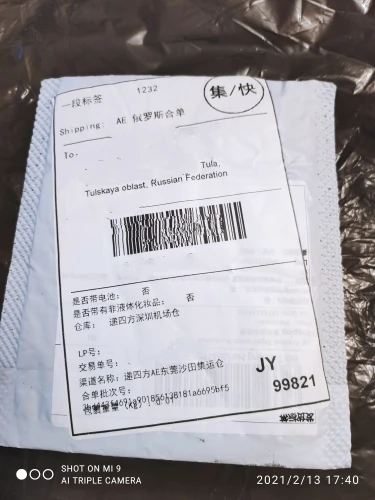 一段标签
1232
集/快
Shipping: AE 俄罗斯合单
To:
Tula,
Tulskaya oblast, Russian Federation
是否带电池: 否
是否带有非液体化妆品: 否
仓库: 递四方深圳机场仓
LP号:
交易单号:
JY
渠道名称: 递四方AE东莞沙田集运仓
99821
合单批次号:
SHOT ON MI 9
AI TRIPLE CAMERA
2021/2/13 17:40